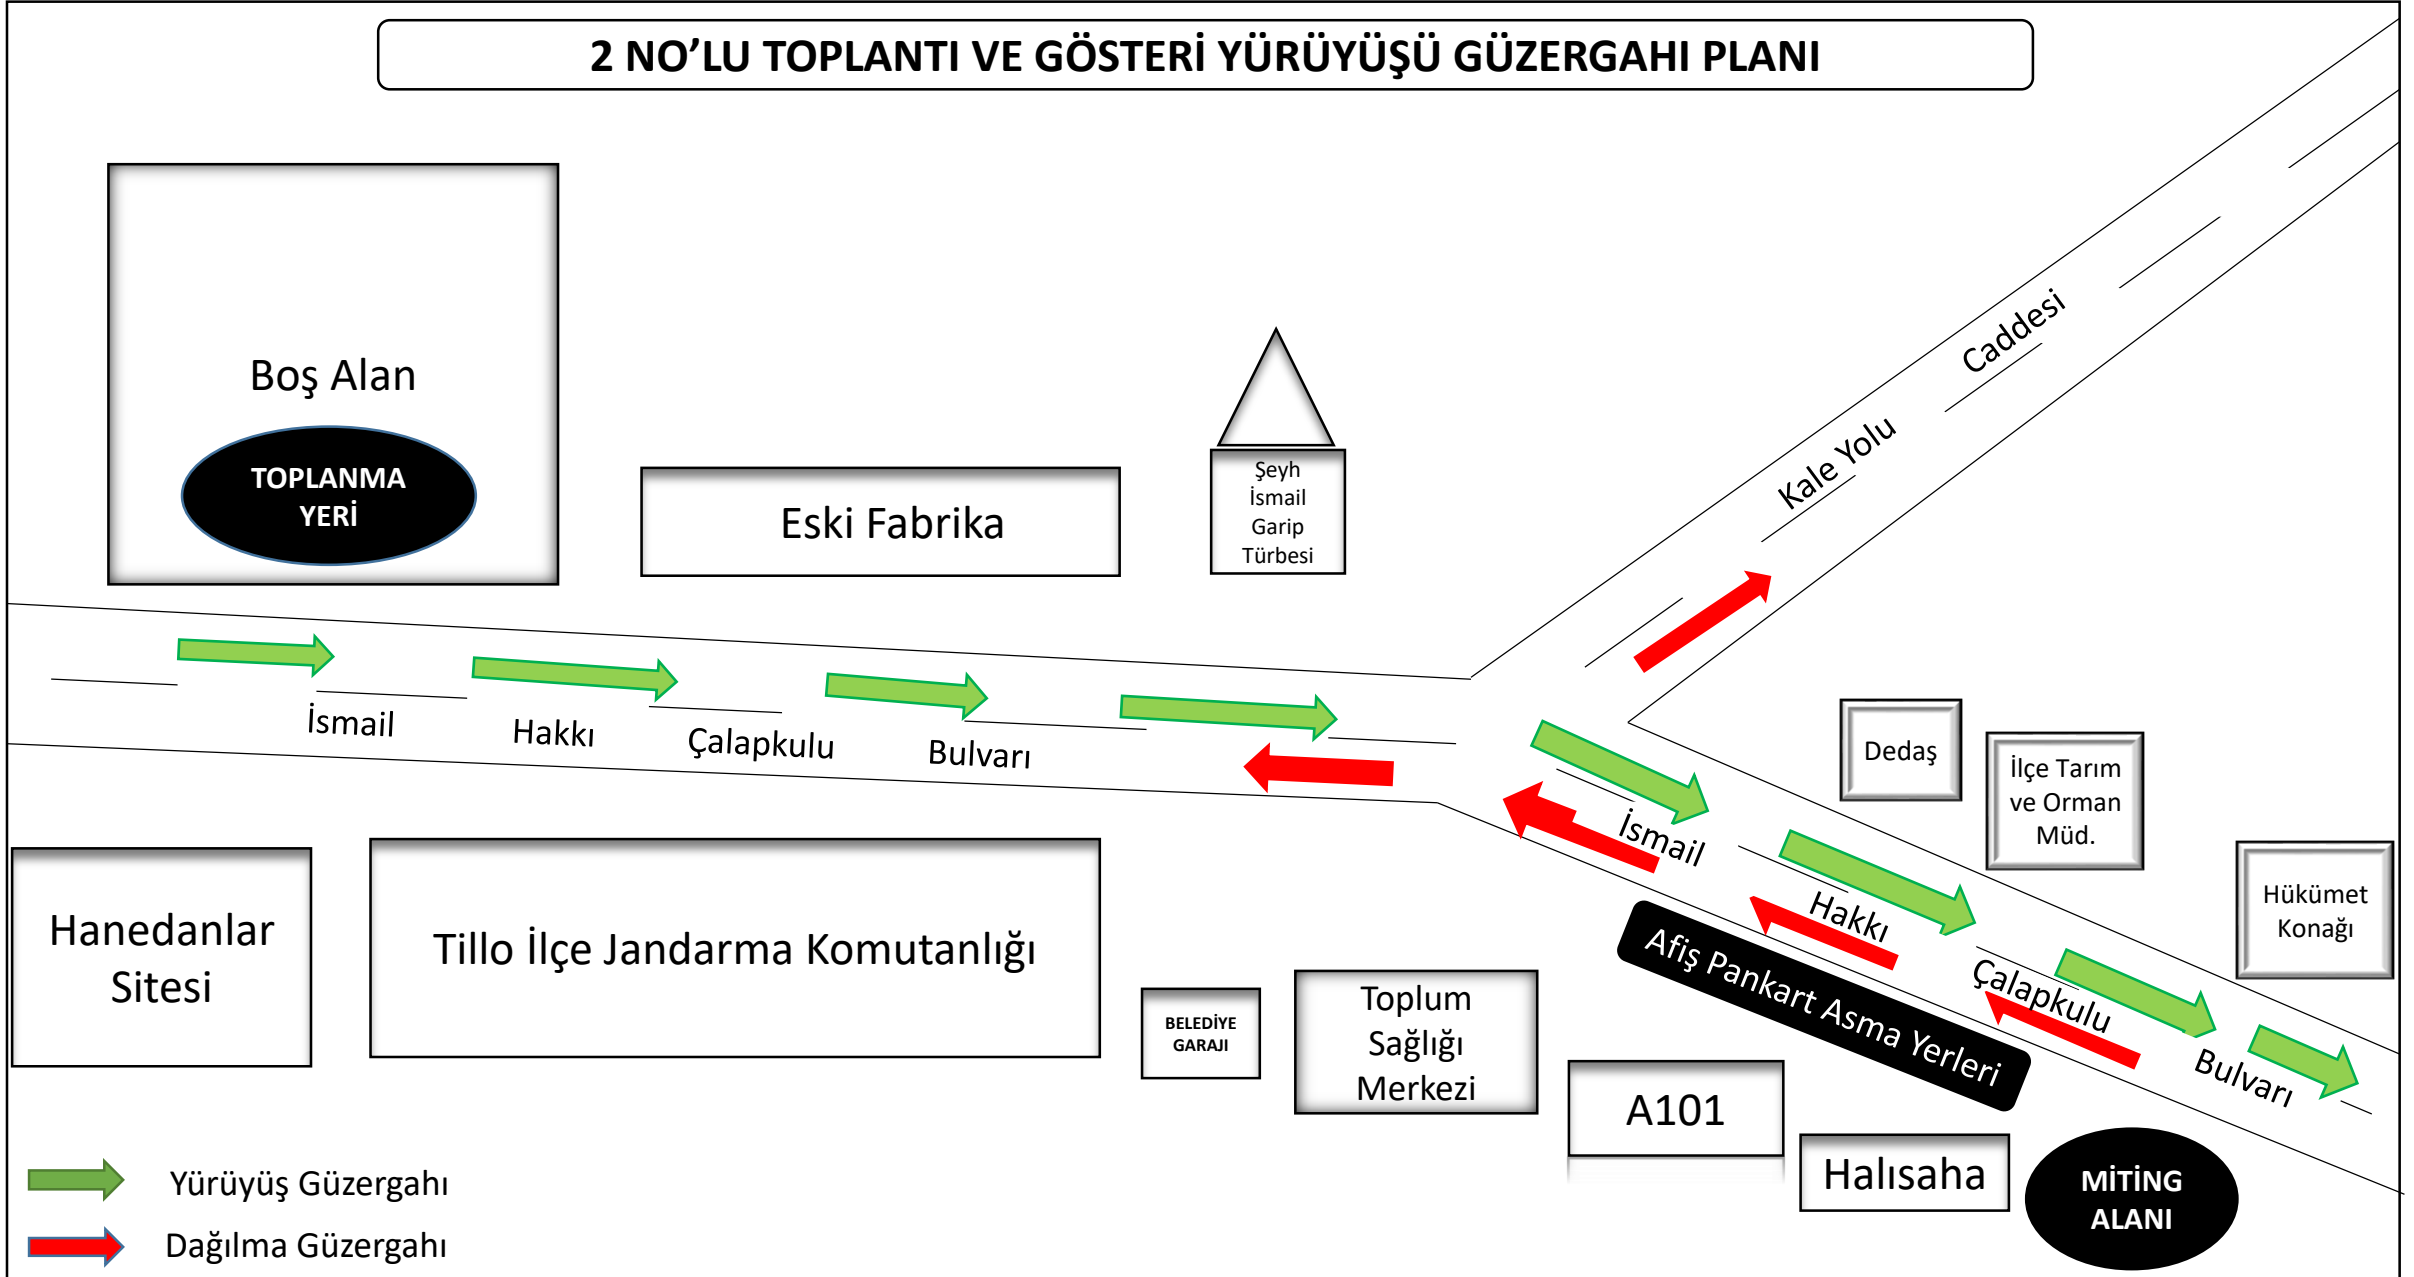 2 NO’LU TOPLANTI VE GÖSTERİ YÜRÜYÜŞÜ GÜZERGAHI PLANI
Boş Alan
TOPLANMA
YERİ
Eski Fabrika
Şeyh
İsmail
Garip
Türbesi
Kale Yolu Caddesi
İsmail Hakkı Çalapkulu Bulvarı
İsmail Hakkı Çalapkulu Bulvarı
Dedaş
İlçe Tarım
ve Orman
Müd.
Hükümet
Konağı
Hanedanlar
Sitesi
Tillo İlçe Jandarma Komutanlığı
BELEDİYE
GARAJI
Toplum
Sağlığı
Merkezi
Afiş Pankart Asma Yerleri
A101
Halısaha
MİTİNG
ALANI
Yürüyüş Güzergahı
Dağılma Güzergahı